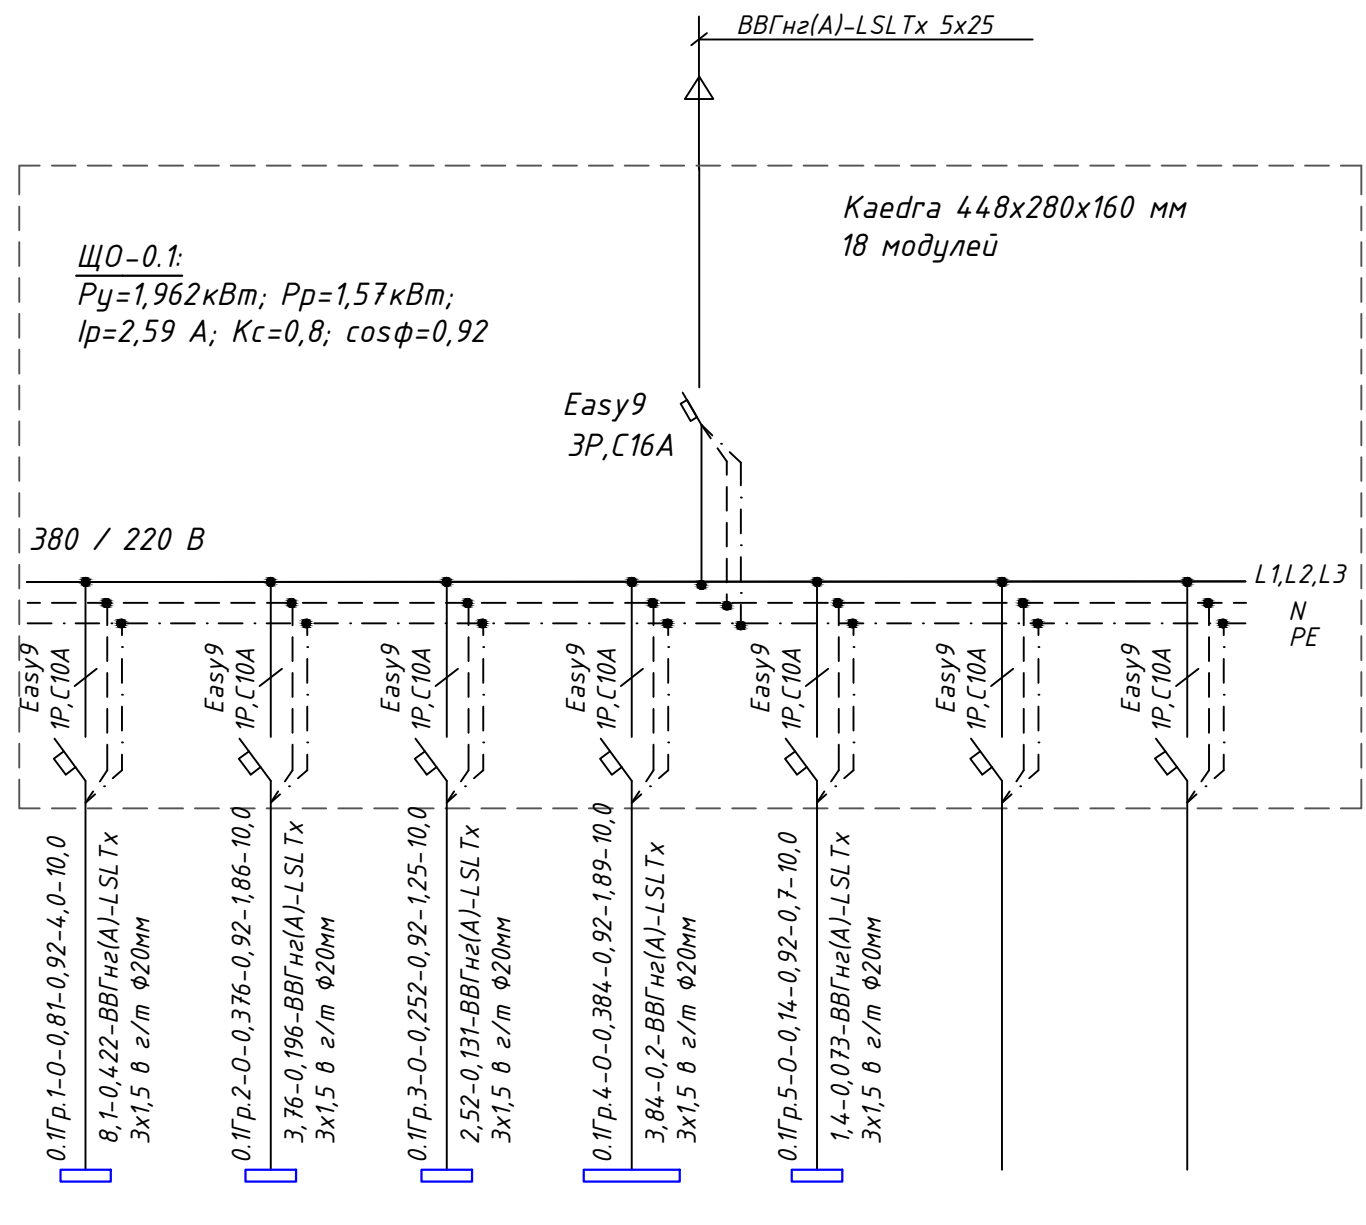 ВВГнг(А)-LSLTx 5х25
Kaedra 448х280х160 мм
18 модулей
ЩО-0.1:
Ру=1,962кВт; Рр=1,57кВт;
Iр=2,59 А; Кс=0,8; cosф=0,92
Easy9
3Р,С16А
380 / 220 В
L1,L2,L3
N
PE
Easy9
1Р,С10А
Easy9
1Р,С10А
Easy9
1Р,С10А
Easy9
1Р,С10А
Easy9
1Р,С10А
Easy9
1Р,С10А
Easy9
1Р,С10А
0.1Гр.1-О-0,81-0,92-4,0-10,0
8,1-0,422-ВВГнг(А)-LSLTx
3х1,5 в г/т Ф20мм
0.1Гр.2-О-0,376-0,92-1,86-10,0
3,76-0,196-ВВГнг(А)-LSLTx
3х1,5 в г/т Ф20мм
0.1Гр.3-О-0,252-0,92-1,25-10,0
2,52-0,131-ВВГнг(А)-LSLTx
3х1,5 в г/т Ф20мм
0.1Гр.4-О-0,384-0,92-1,89-10,0
3,84-0,2-ВВГнг(А)-LSLTx
3х1,5 в г/т Ф20мм
0.1Гр.5-О-0,14-0,92-0,7-10,0
1,4-0,073-ВВГнг(А)-LSLTx
3х1,5 в г/т Ф20мм